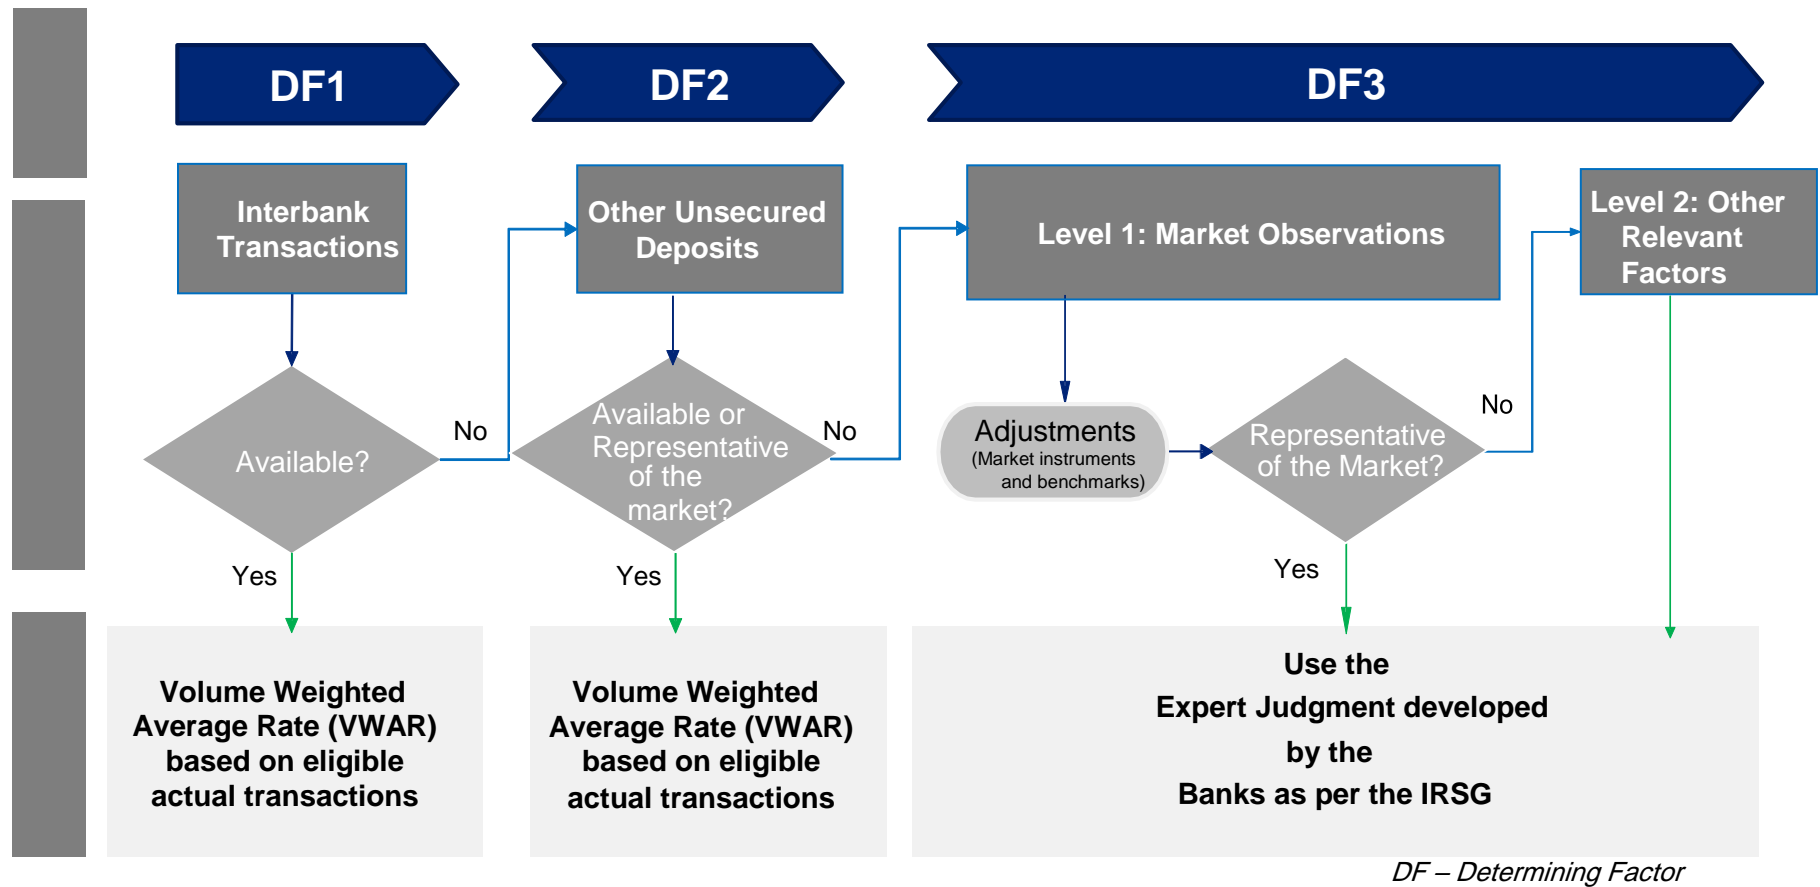 DF1
DF2
DF3
Interbank
Transactions
Other Unsecured
Deposits
Level 1: Market Observations
Level 2: Other
Relevant
Factors
Available?
No
Available or
Representative
of the
market?
No
Adjustments
(Market instruments
and benchmarks)
Representative
of the Market?
No
Yes
Yes
Yes
Volume Weighted
Average Rate (VWAR)
based on eligible
actual transactions
Volume Weighted
Average Rate (VWAR)
based on eligible
actual transactions
Use the
Expert Judgment developed
by the
Banks as per the IRSG
DF – Determining Factor